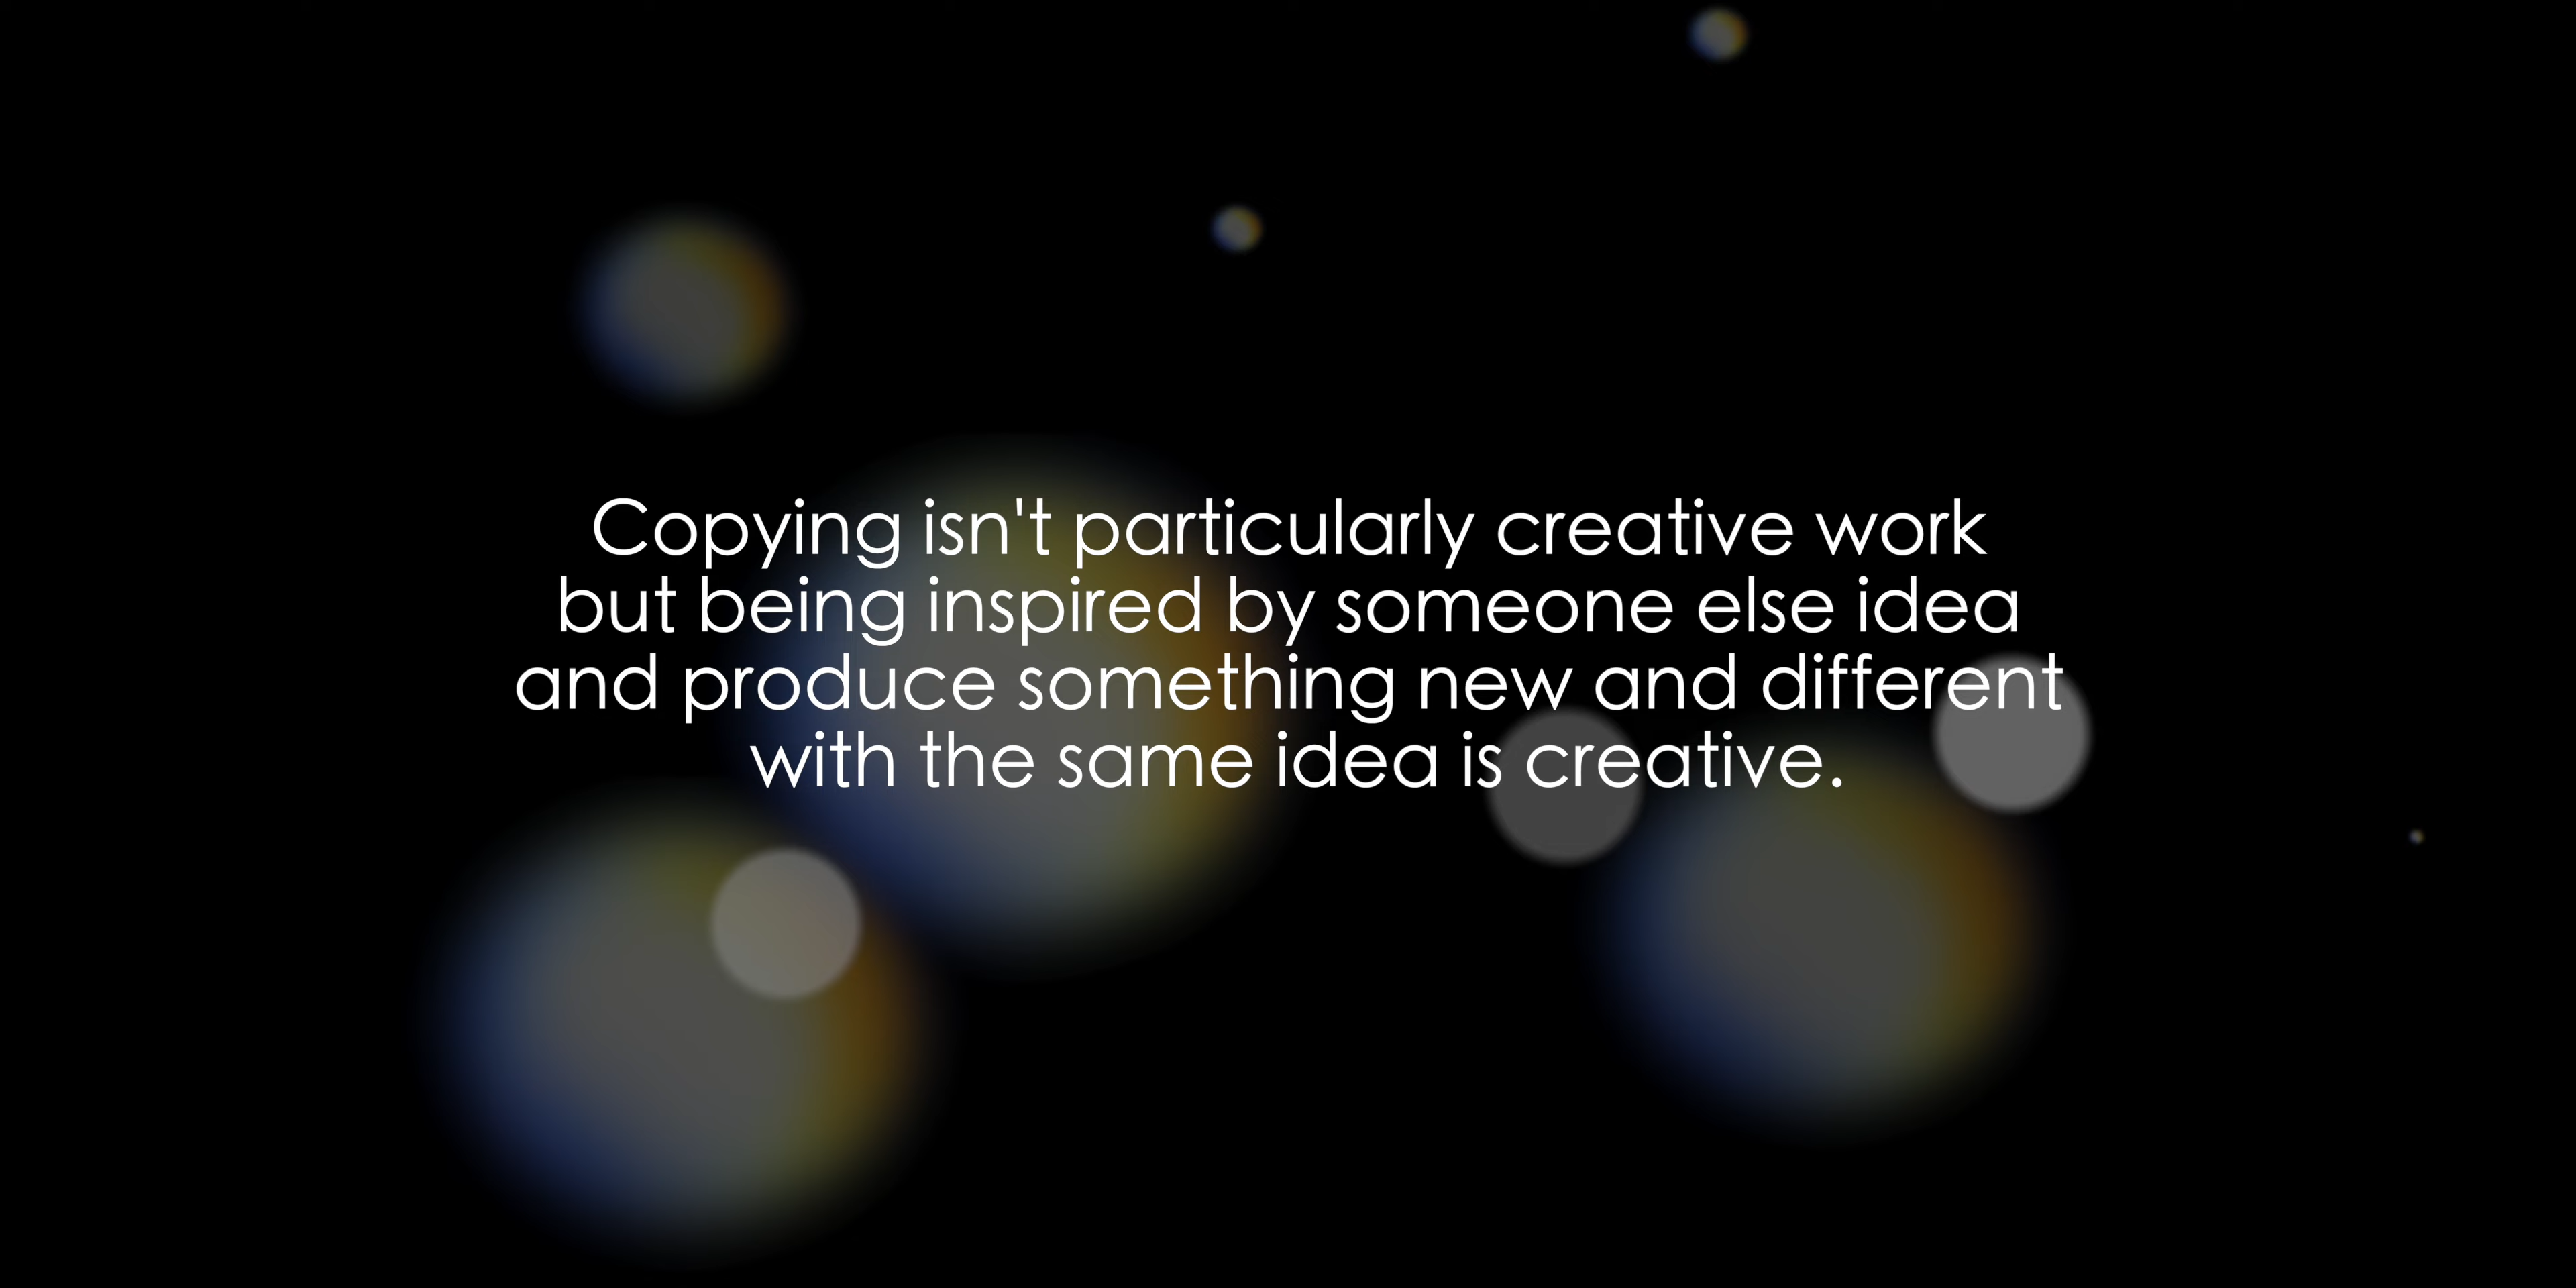 Copying isn't particularly creative work
but being inspired by someone else idea
and produce something new and different
with the same idea is creative.